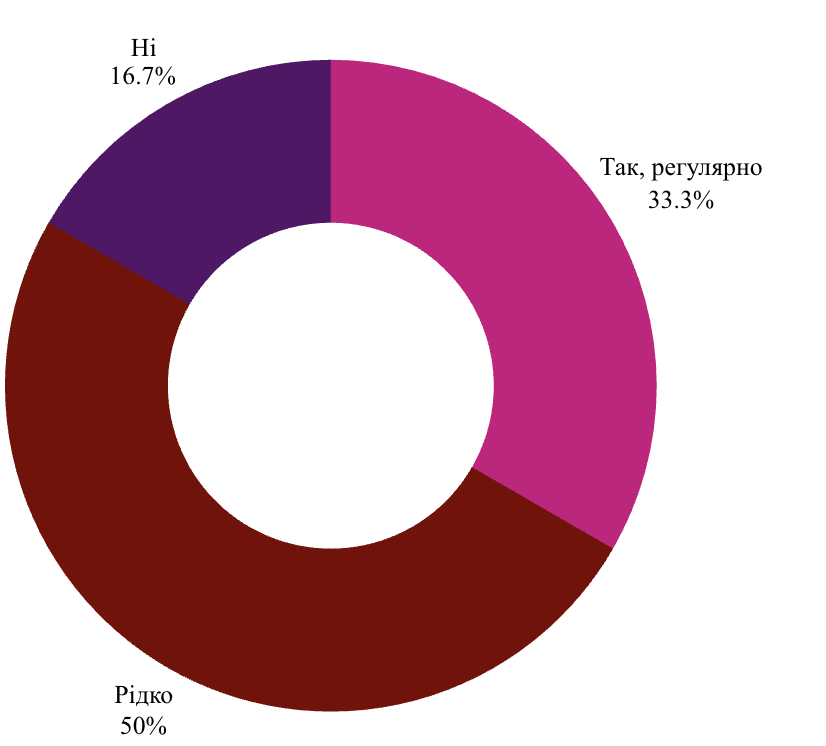 Ні
16.7%
Так, регулярно
33.3%
Рідко
50%